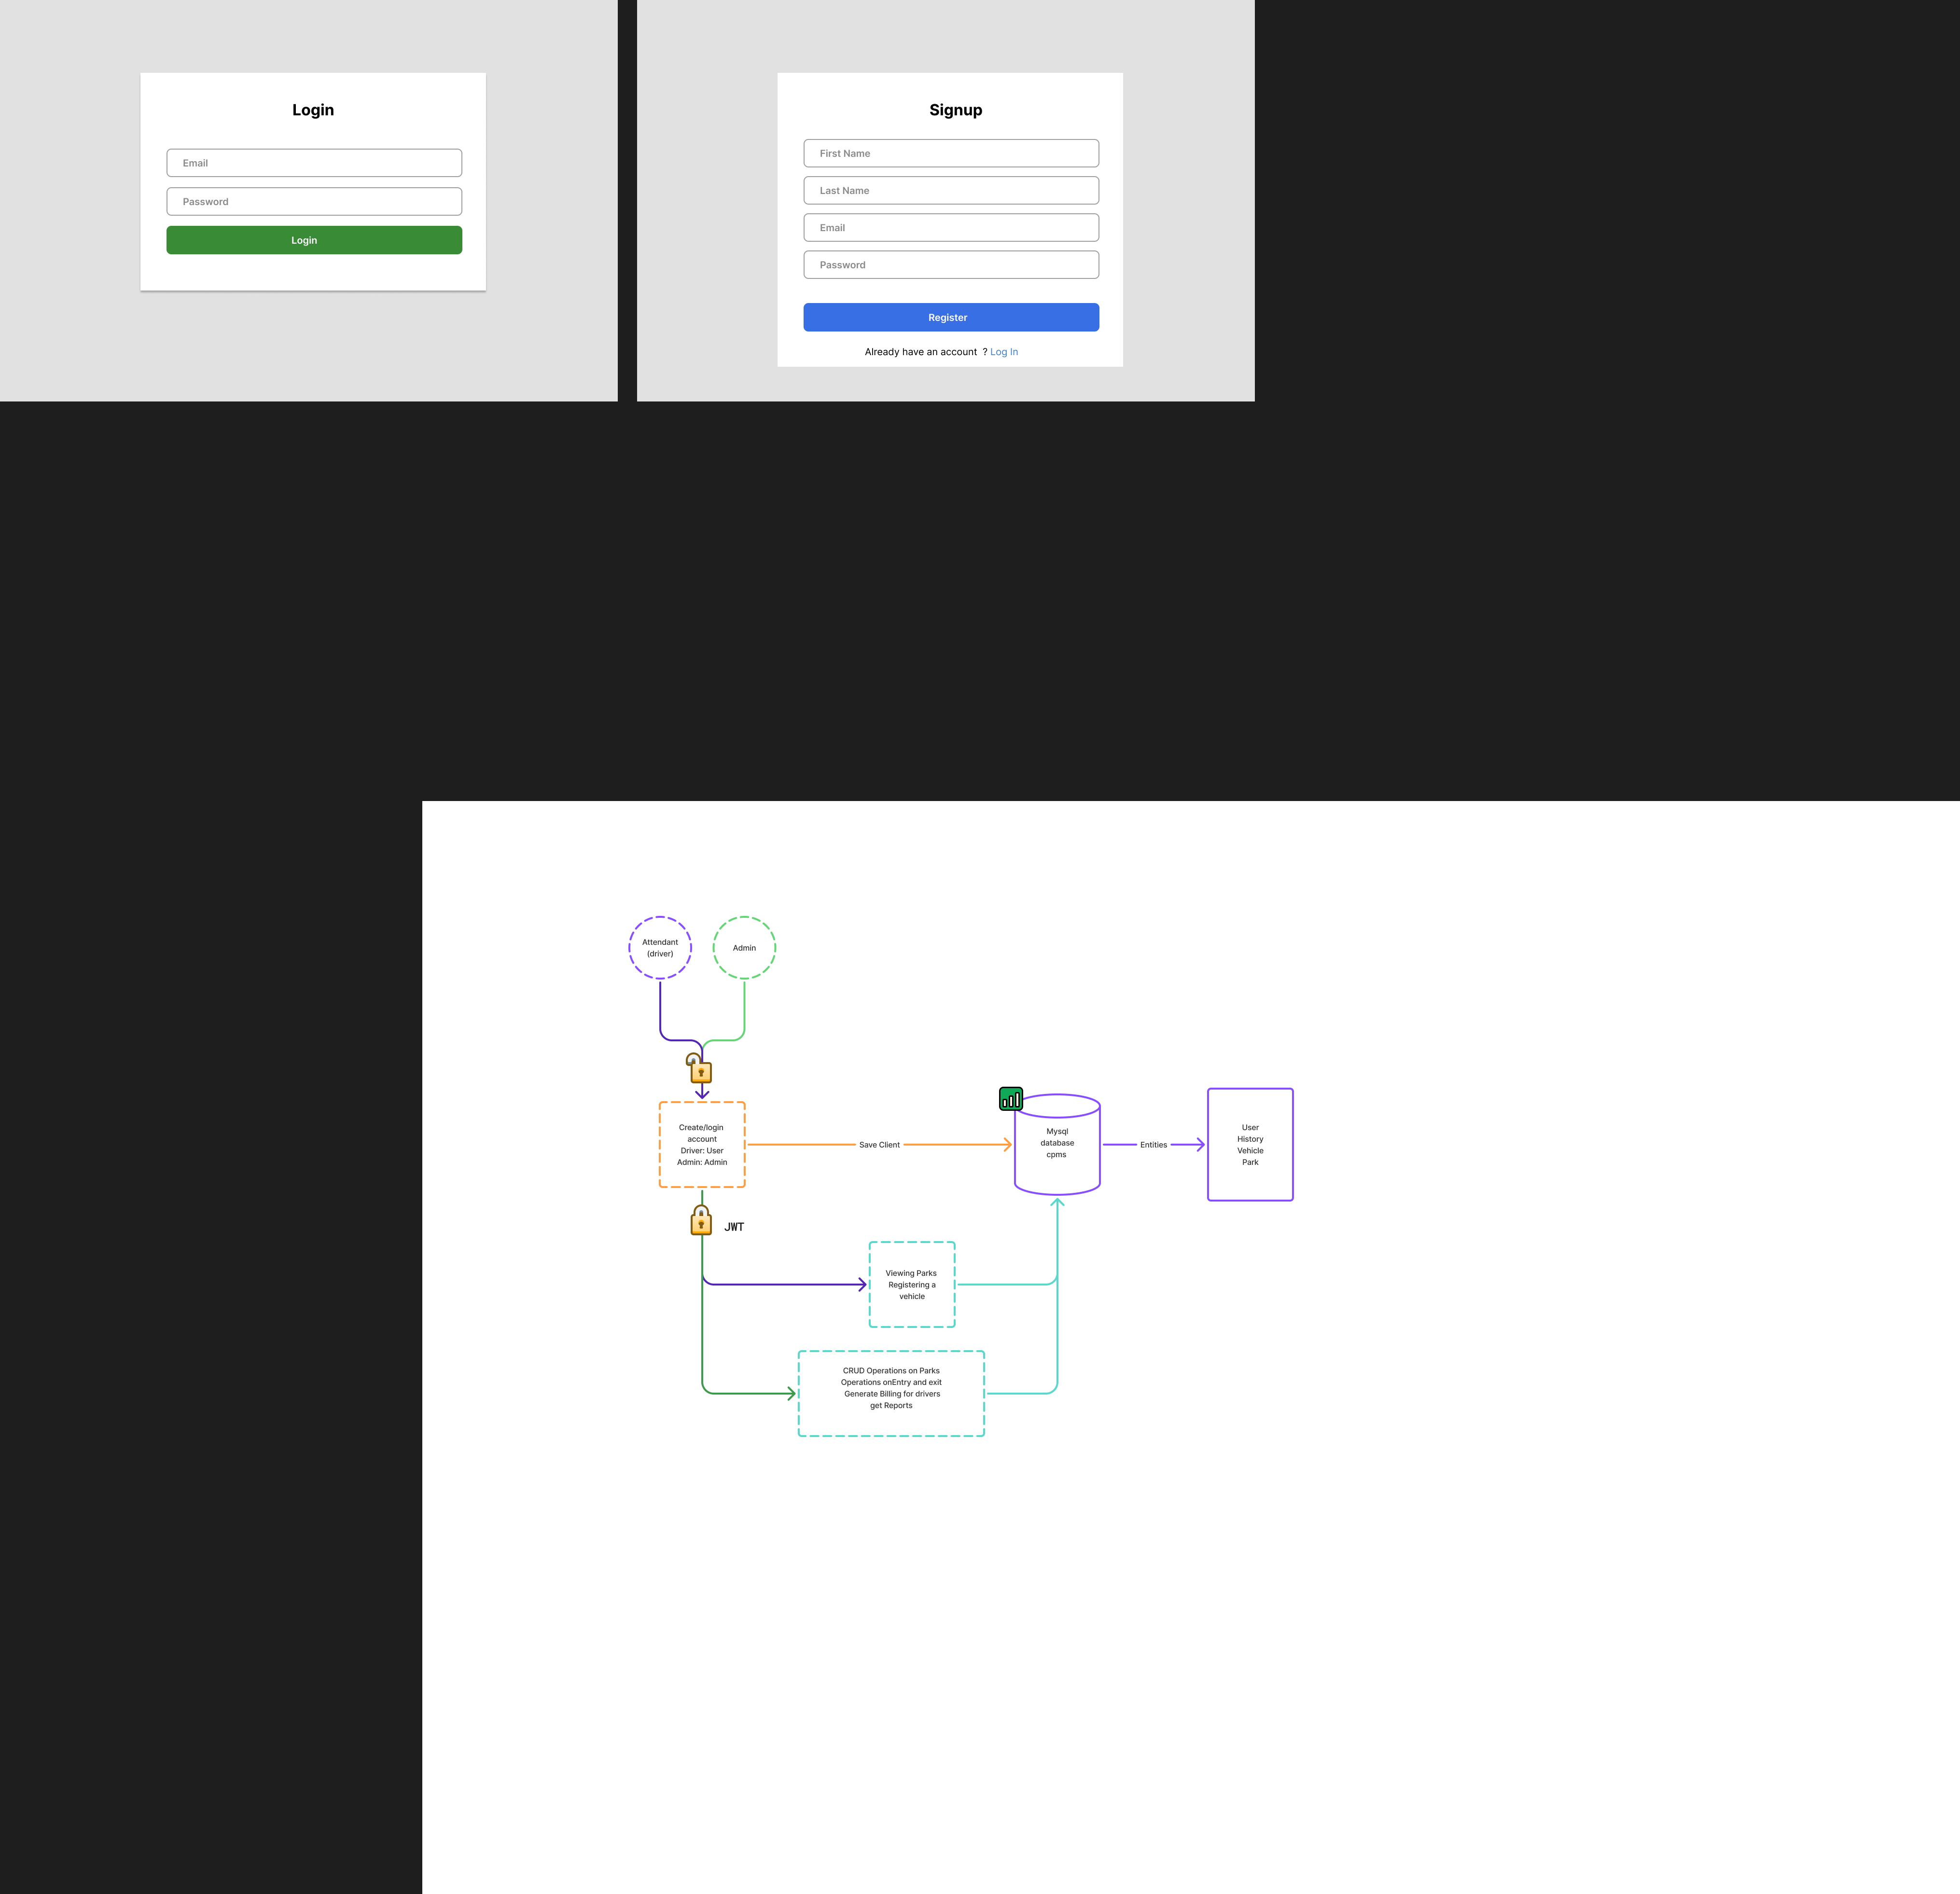 Login
Email
Password
Login
Signup
First Name
Last Name
Email
Password
Register
Already have an account  ? Log In
Attendant
(driver)
Admin
Create/login
account
Driver: User
Admin: Admin
Save Client
Mysql
database
cpms
Entities
User
History
Vehicle
Park
JWT
Viewing Parks
Registering a
vehicle
CRUD Operations on Parks
Operations onEntry and exit
Generate Billing for drivers
get Reports